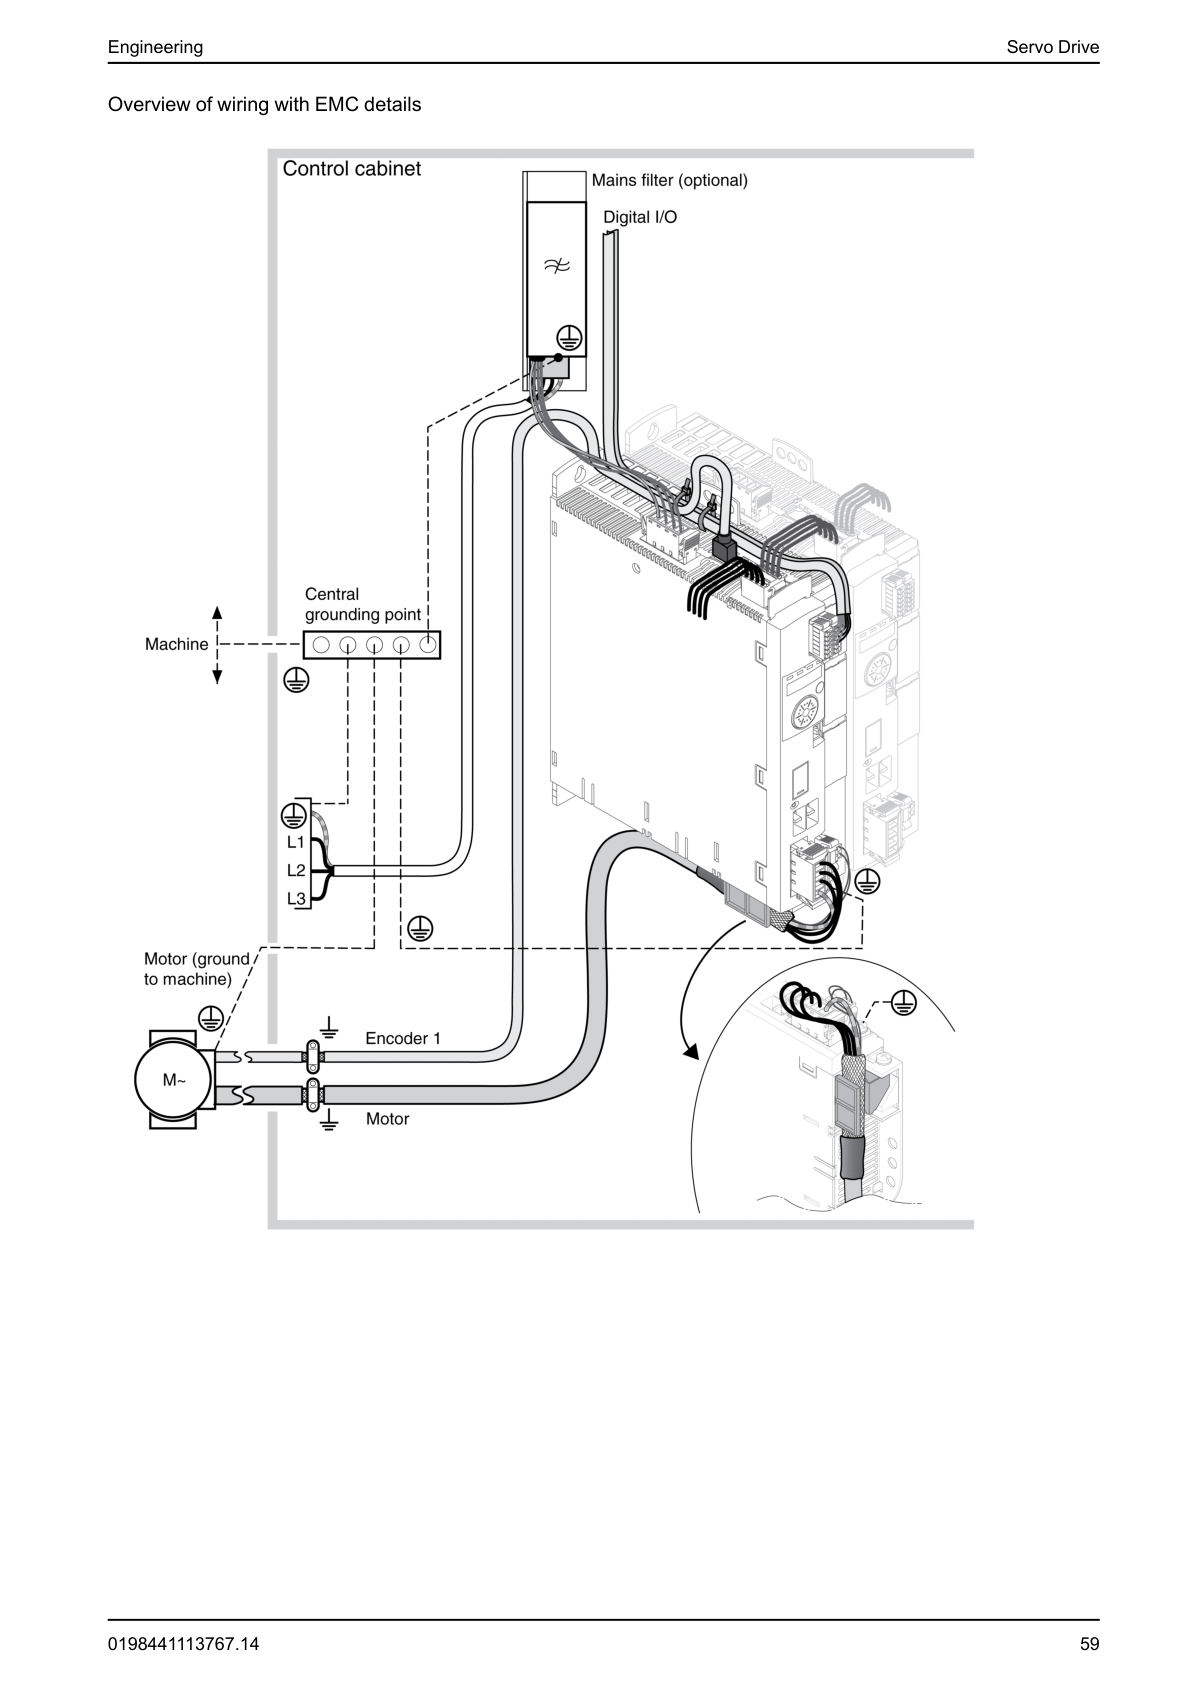 Engineering
Servo Drive
Overview of wiring with EMC details
Control cabinet
Mains filter (optional)
Digital I/O
Central
grounding point
Machine
L1
L2
L3
Motor (ground
to machine)
Encoder 1
M~
Motor
0198441113767.14
59